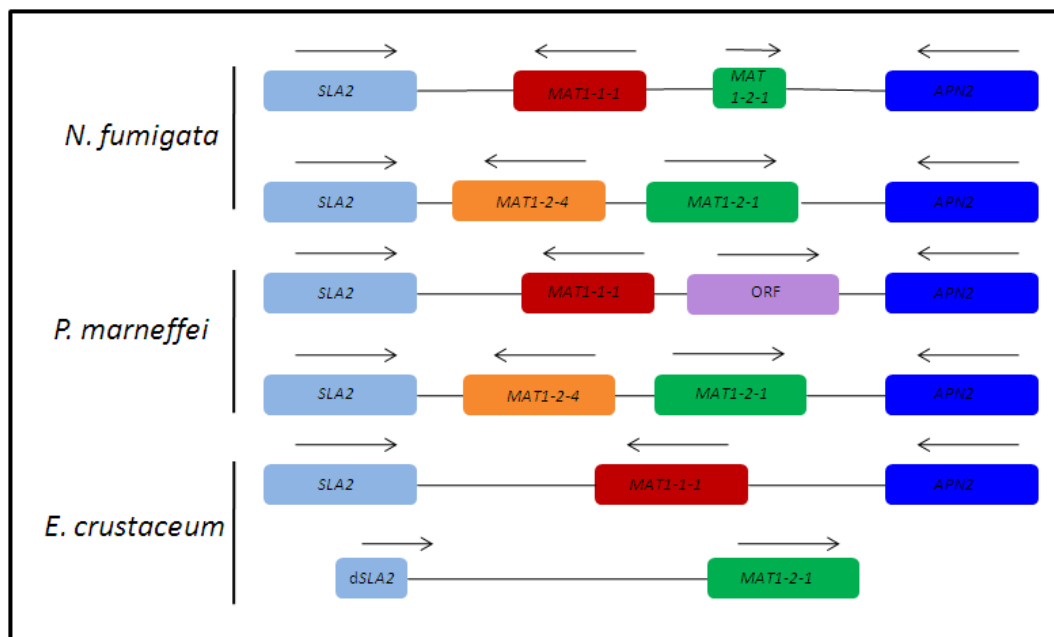 N. fumigata
SLA2
MAT1-1-1
MAT
1-2-1
APN2
SLA2
MAT1-2-4
MAT1-2-1
APN2
P. marneffei
SLA2
MAT1-1-1
ORF
APN2
SLA2
MAT1-2-4
MAT1-2-1
APN2
E. crustaceum
SLA2
MAT1-1-1
APN2
dSLA2
MAT1-2-1